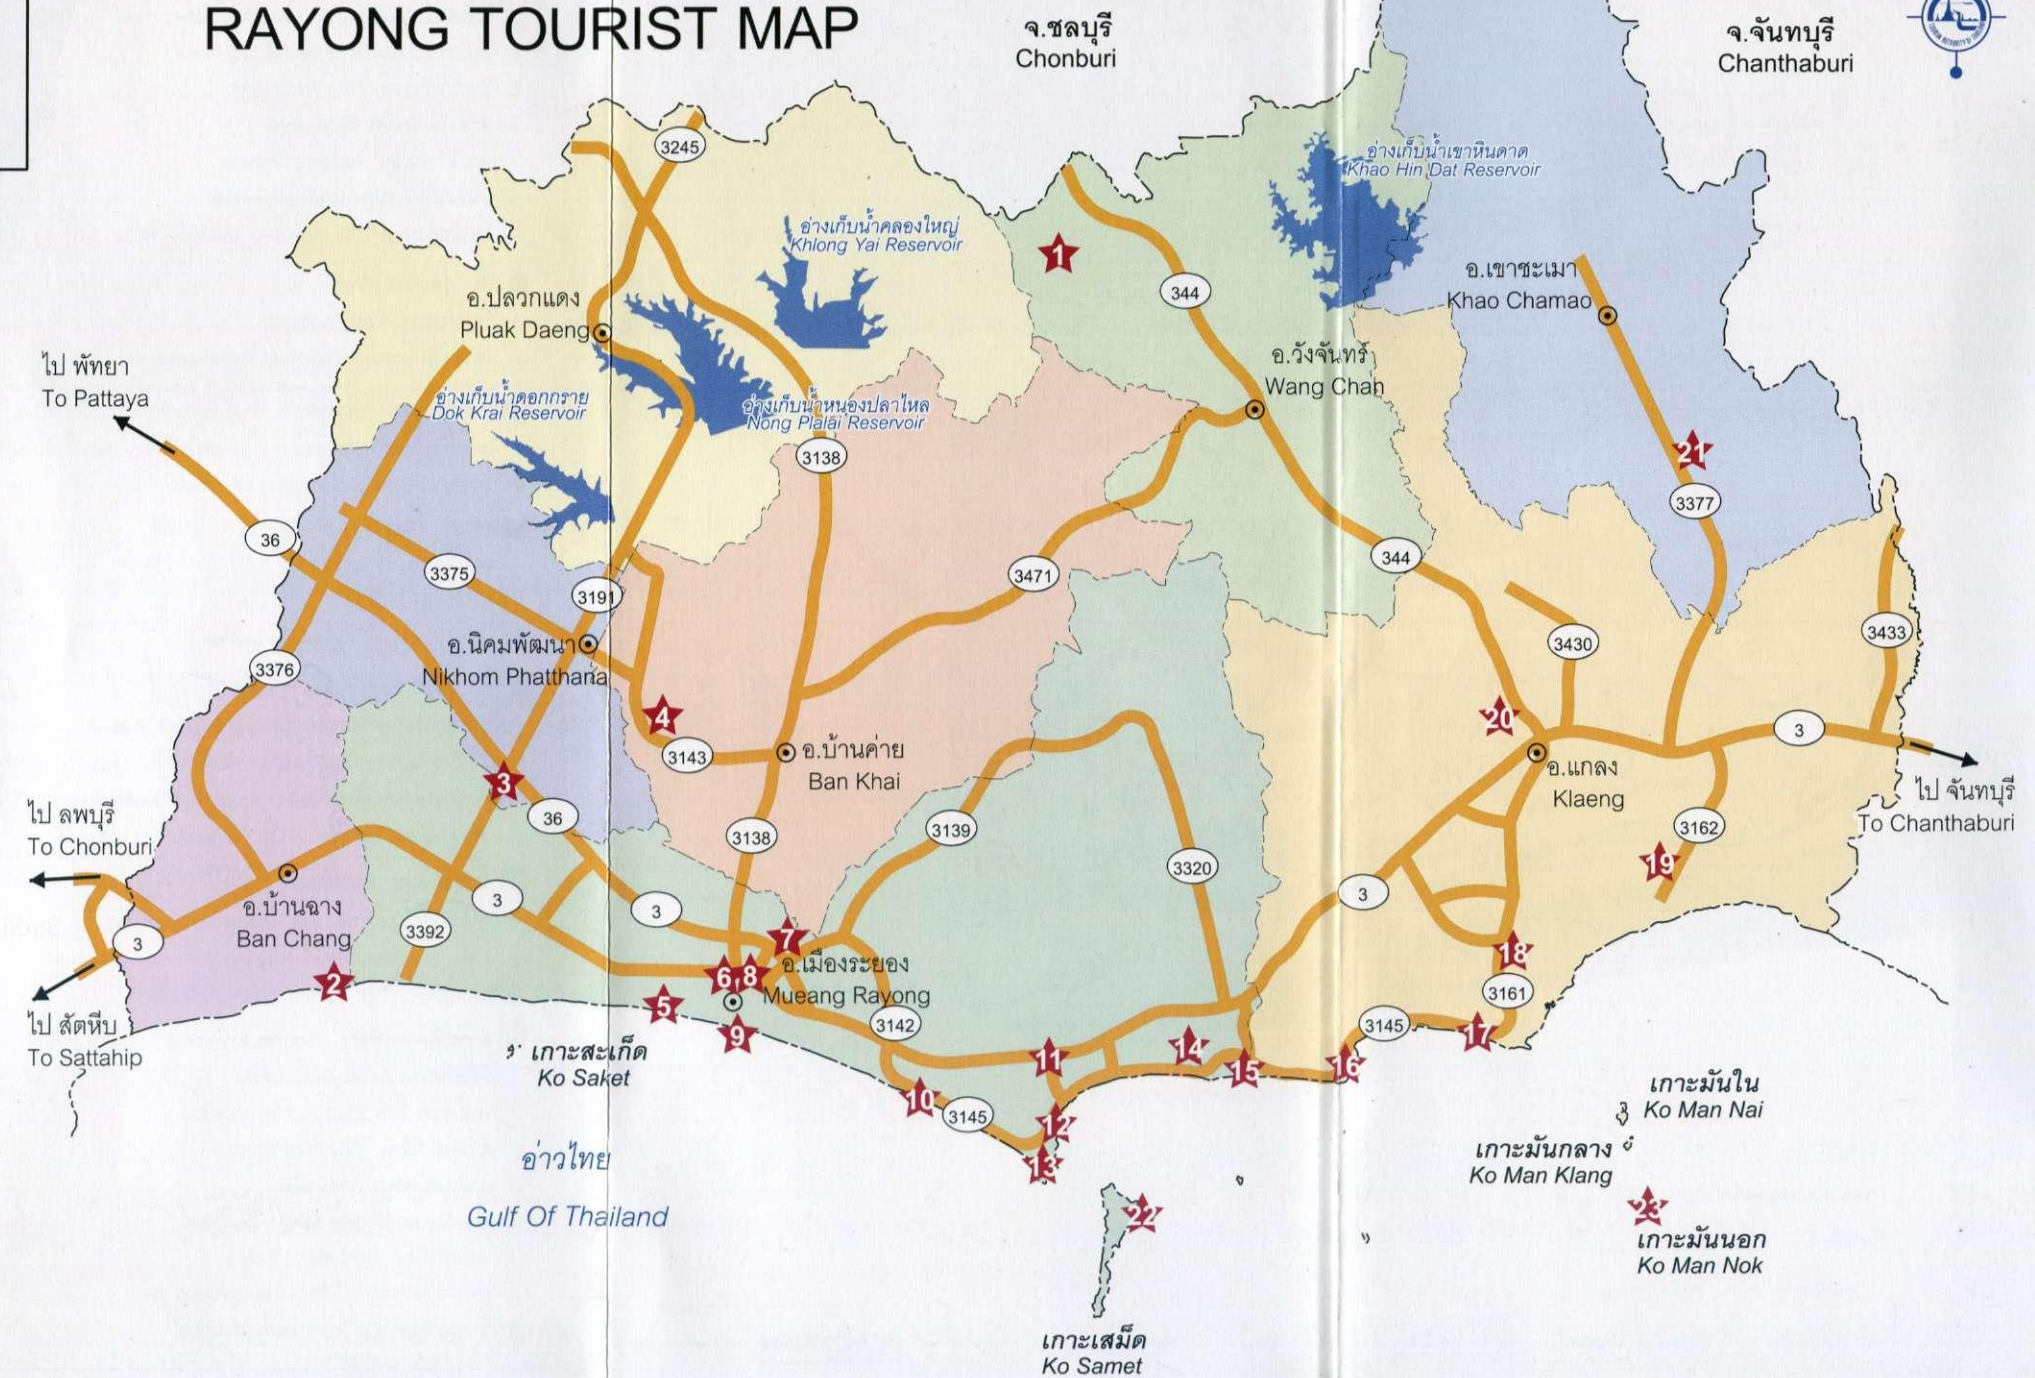 RAYONG TOURIST MAP
จ.ชลบุรี
Chonburi
จ.จันทบุรี
Chanthaburi
3245
อ่างเก็บน้ำเขาหินดาด
Khao Hin Dat Reservoir
อ่างเก็บน้ำคลองใหญ่
Khlong Yai Reservoir
1
344
อ.เขาชะเมา
Khao Chamao
อ.ปลวกแดง
Pluak Daeng
ไป พัทยา
To Pattaya
อ.วังจันทร์
Wang Chan
อ่างเก็บน้ำดอกกราย
Dok Krai Reservoir
อ่างเก็บน้ำหนองปลาไหล
Nong Plalai Reservoir
3138
21
3377
36
3375
3191
3471
344
3430
3433
อ.นิคมพัฒนา
Nikhom Phatthana
3376
4
3143
อ.บ้านค่าย
Ban Khai
20
3
อ.แกลง
Klaeng
ไป จันทบุรี
To Chanthaburi
3
36
3138
3139
3320
3162
19
ไป ลพบุรี
To Chonburi
3
อ.บ้านฉาง
Ban Chang
3
3392
3
3
7
18
อ.เมืองระยอง
Mueang Rayong
6,8
2
5
9
3142
3161
3145
17
ไป สัตหีบ
To Sattahip
เกาะสะเก็ด
Ko Saket
11
14
15
16
10
3145
12
13
เกาะมันใน
Ko Man Nai
เกาะมันกลาง
Ko Man Klang
อ่าวไทย
Gulf Of Thailand
22
23
เกาะมันนอก
Ko Man Nok
เกาะเสม็ด
Ko Samet